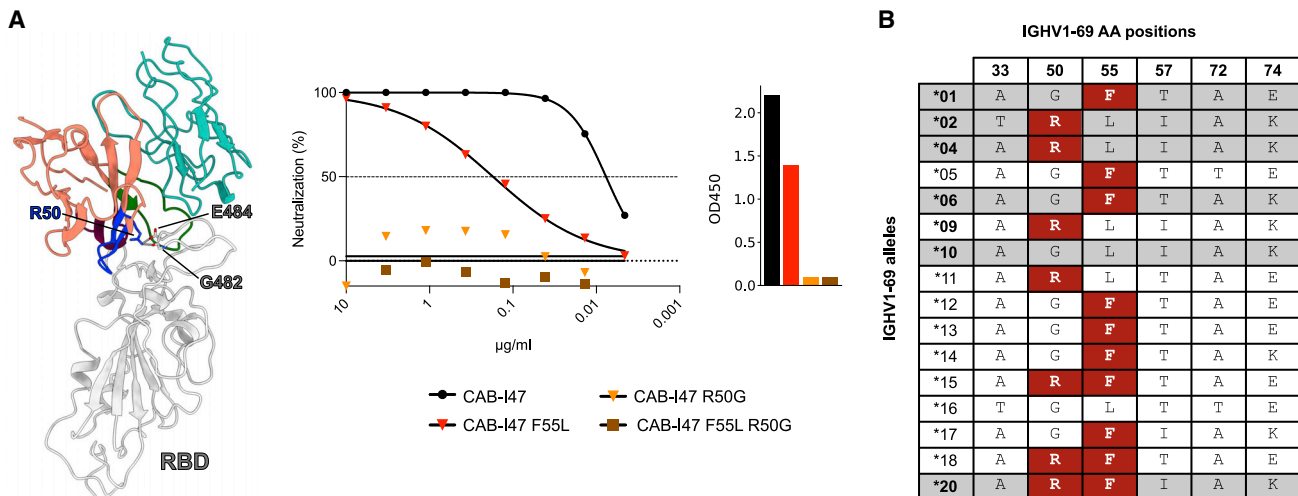 A
R50
E484
G482
RBD
Neutralization (%)
100
50
0
10
1
0.1
0.01
0.001
µg/ml
OD450
2.0
1.5
1.0
0.5
0.0
CAB-I47
CAB-I47 R50G
CAB-I47 F55L
CAB-I47 F55L R50G
B
IGHV1-69 AA positions
IGHV1-69 alleles
33 50 55 57 72 74
*01 A G F T A E
*02 T R L I A K
*04 A R L I A K
*05 A G F T T E
*06 A G F T A K
*09 A R L I A K
*10 A G L I A K
*11 A R L T A E
*12 A G F T A E
*13 A G F T A E
*14 A G F T A K
*15 A R F T A E
*16 T G L T T E
*17 A G F I A K
*18 A R F T A E
*20 A R F I A K